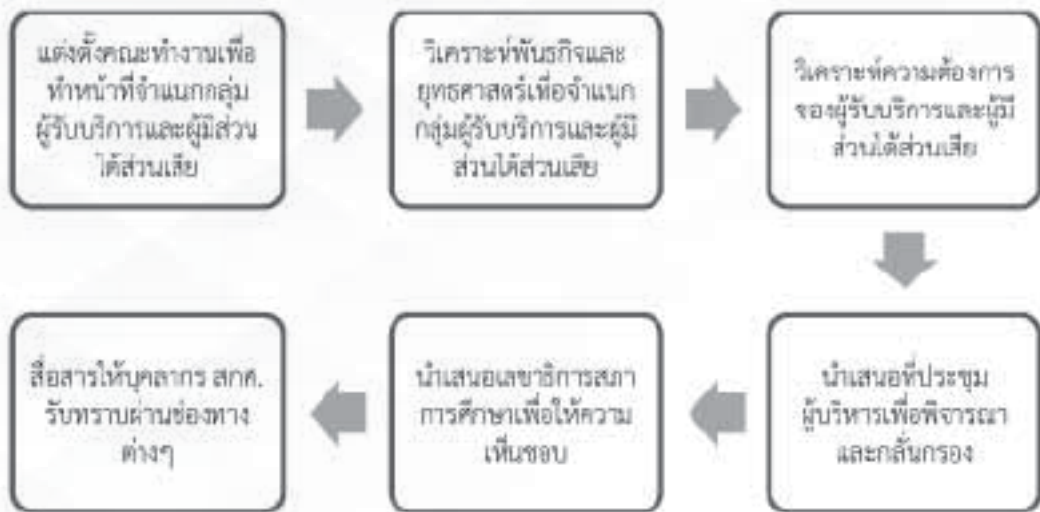 แต่งตั้งคณะทำงานเพื่อ
ทำหน้าที่จำแนกกลุ่ม
ผู้รับบริการและผู้มีส่วน
ได้ส่วนเสีย
วิเคราะห์พันธกิจและ
ยุทธศาสตร์เพื่อจำแนก
กลุ่มผู้รับบริการและผู้มี
ส่วนได้ส่วนเสีย
วิเคราะห์ความต้องการ
ของผู้รับบริการและผู้มี
ส่วนได้ส่วนเสีย
นำเสนอที่ประชุม
ผู้บริหารเพื่อพิจารณา
และกลั่นกรอง
นำเสนอเลขาธิการสภา
การศึกษาเพื่อให้ความ
เห็นชอบ
สื่อสารให้บุคลากร สกศ.
รับทราบผ่านช่องทาง
ต่างๆ